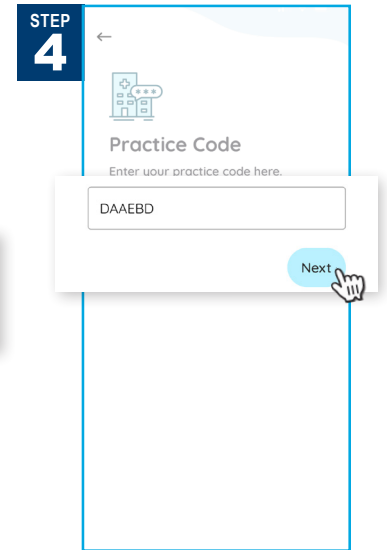 STEP
4
←
***
Practice Code
Enter your practice code here.
DAAEBD
Next